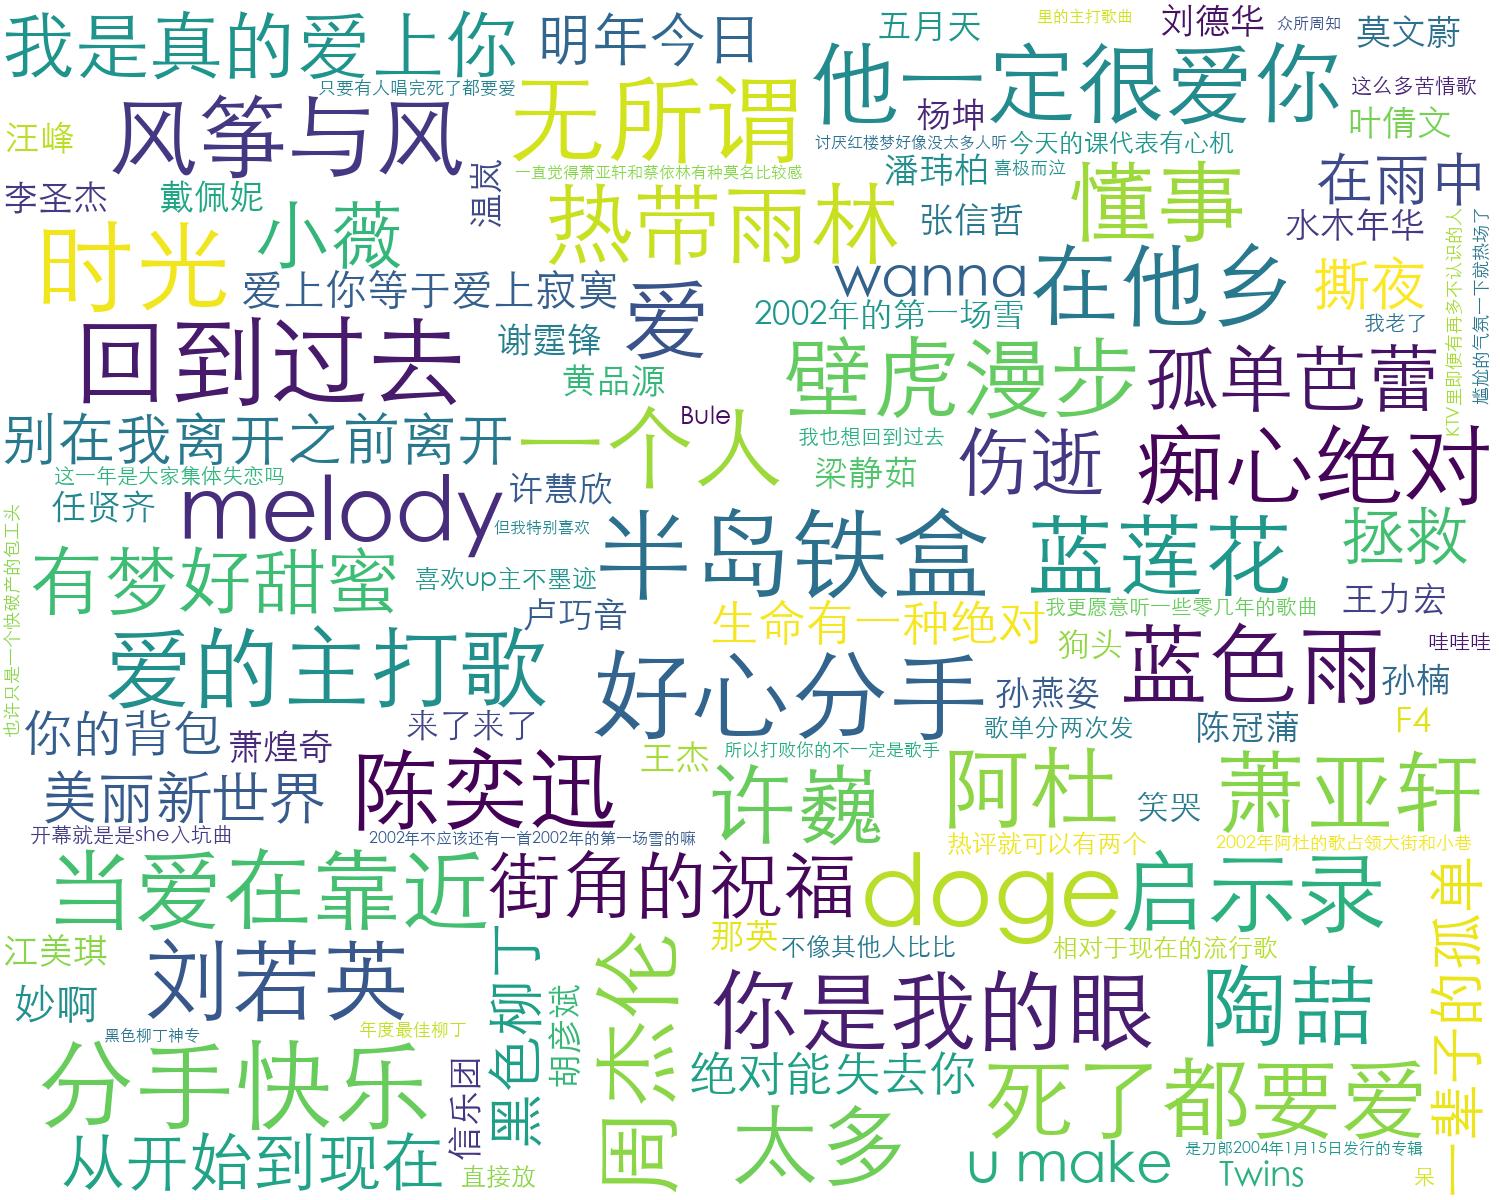 我是真的爱上你
明年今日
五月天
里的主打歌曲
刘德华
众所周知
莫文蔚
只要有人唱完死了都要爱
他一定很爱你
这么多苦情歌
汪峰
风筝与风
无所谓
杨坤
叶倩文
讨厌红楼梦好像没太多人听
今天的课代表有心机
李圣杰
戴佩妮
温岚
一直觉得萧亚轩和蔡依林有种莫名比较感
潘玮柏
喜极而泣
懂事
在雨中
小薇
热带雨林
张信哲
水木年华
KTV里即便有再多不认识的人
尴尬的气氛一下就热场了
时光
爱上你等于爱上寂寞
爱
wanna
在他乡
撕夜
2002年的第一场雪
我老了
回到过去
谢霆锋
黄品源
壁虎漫步
孤单芭蕾
别在我离开之前离开
一个人
Bule
我也想回到过去
伤逝
痴心绝对
这一年是大家集体失恋吗
梁静茹
任贤齐
melody
许慧欣
但我特别喜欢
半岛铁盒
蓝莲花
拯救
也许只是一个快破产的包工头
有梦好甜蜜
喜欢up主不墨迹
卢巧音
生命有一种绝对
我更愿意听一些零几年的歌曲
王力宏
爱的主打歌
好心分手
狗头
蓝色雨
哇哇哇
孙燕姿
孙楠
你的背包
萧煌奇
来了来了
歌单分两次发
陈冠蒲
F4
美丽新世界
陈奕迅
王杰
所以打败你的不一定是歌手
许巍
阿杜
笑哭
萧亚轩
开幕就是是she入坑曲
2002年不应该还有一首2002年的第一场雪的嘛
热评就可以有两个
2002年阿杜的歌占领大街和小巷
当爱在靠近
街角的祝福
doge
启示录
一辈子的孤单
江美琪
刘若英
黑色柳丁
周杰伦
那英
不像其他人比比
相对于现在的流行歌
妙啊
胡彦斌
你是我的眼
陶喆
黑色柳丁神专
年度最佳柳丁
分手快乐
信乐团
绝对能失去你
死了都要爱
从开始到现在
直接放
太多
u make
是刀郎2004年1月15日发行的专辑
Twins
呆